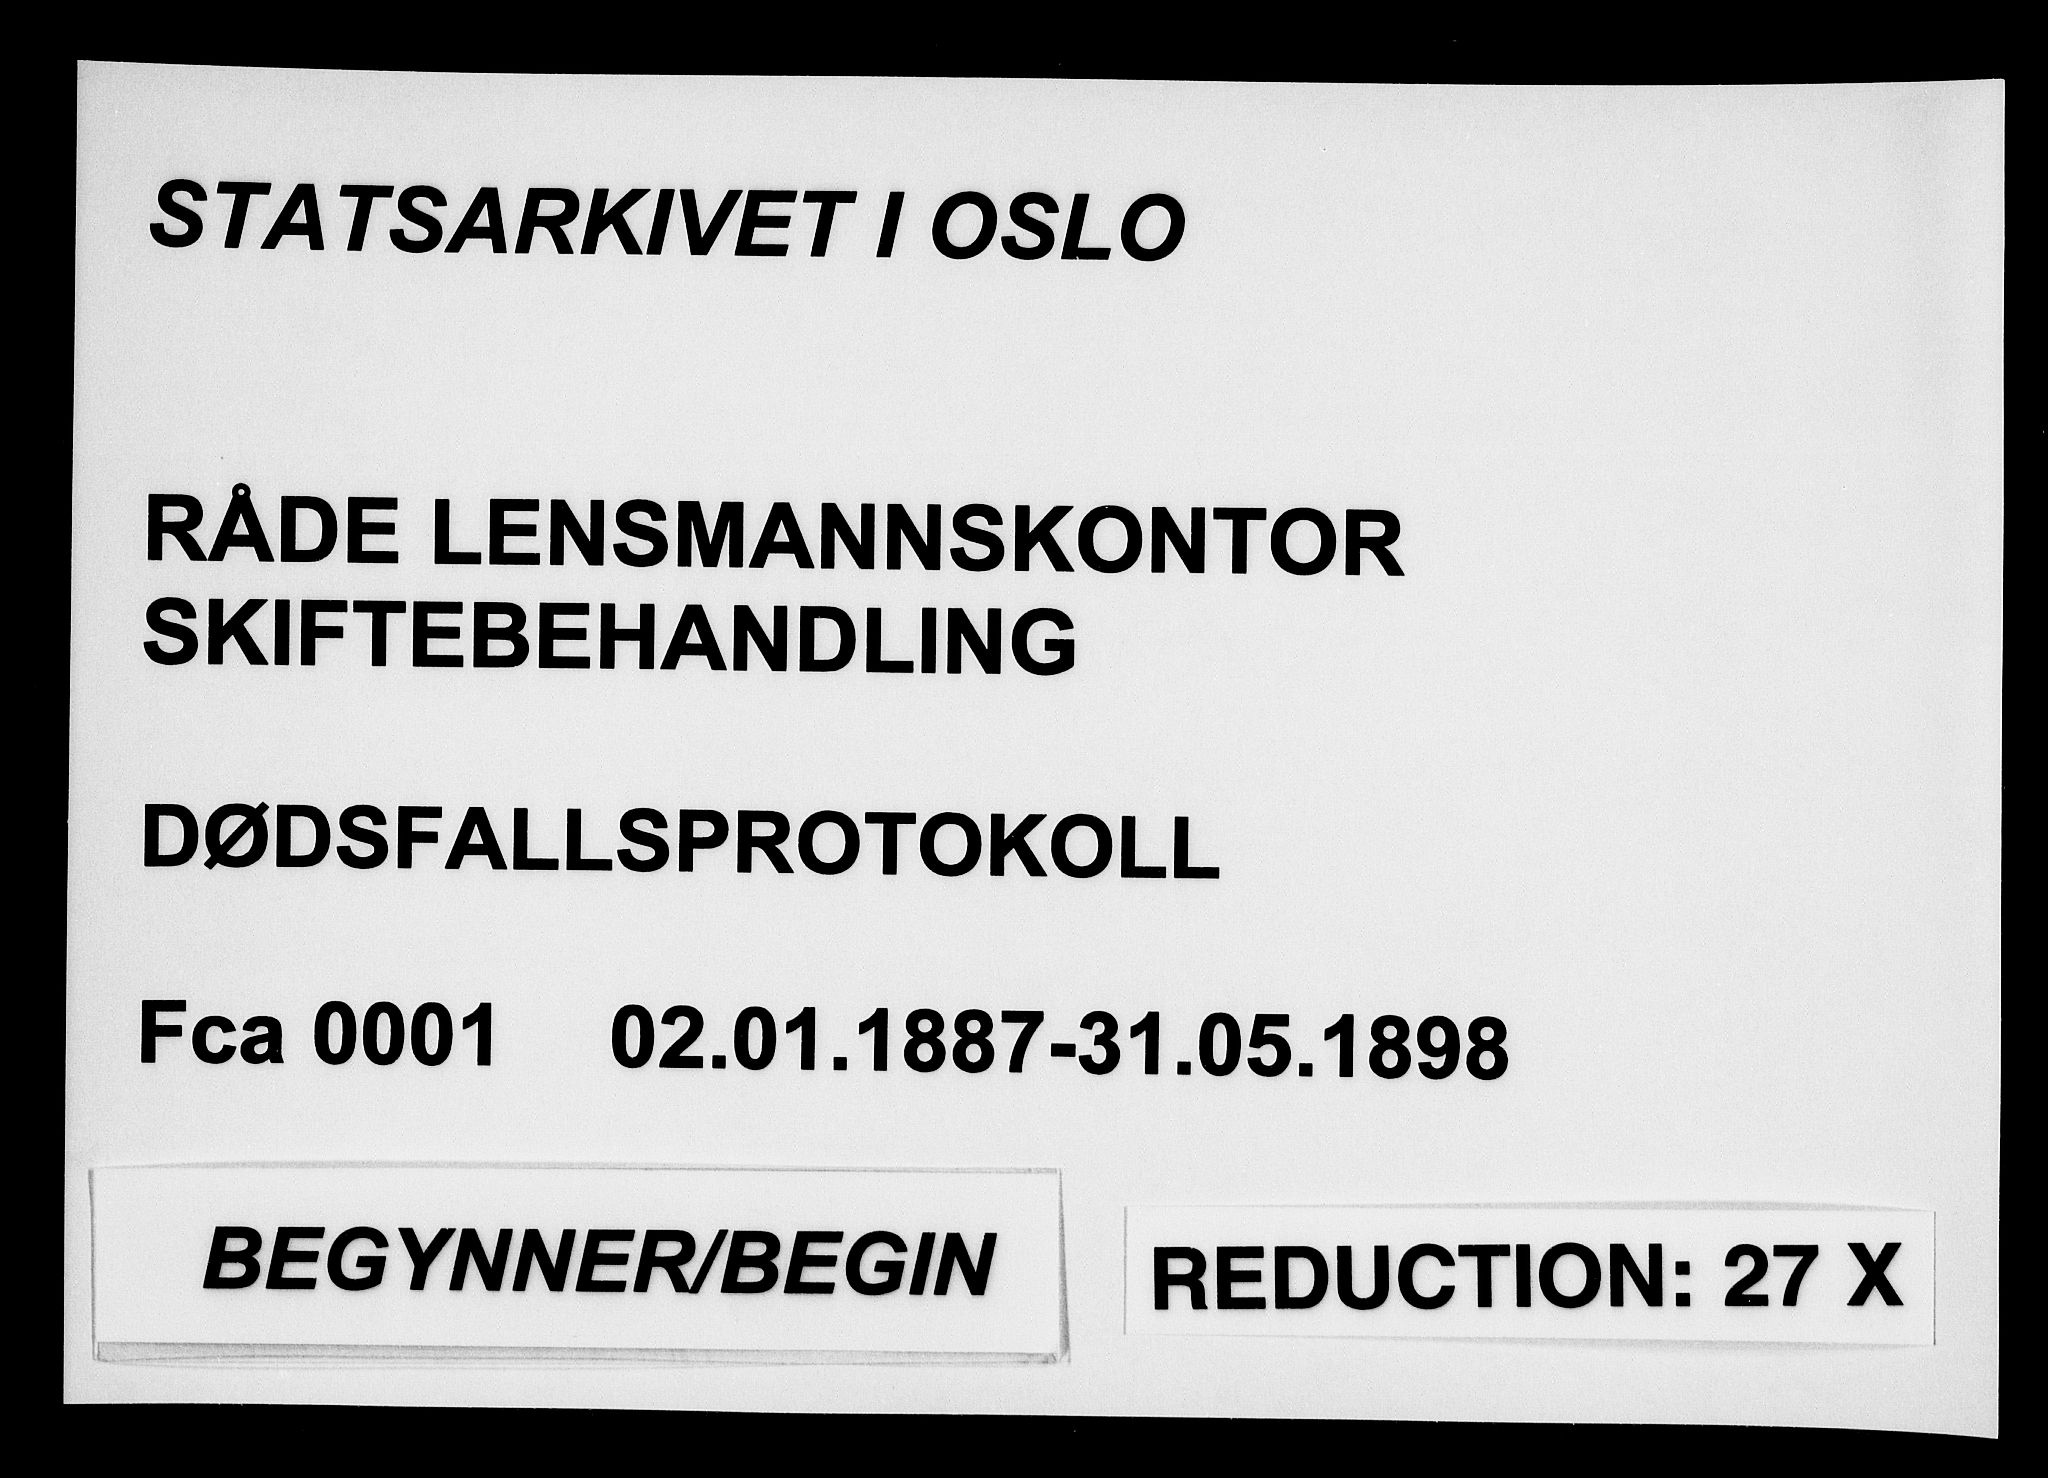 STATSARKIVET I OSLO
RÅDE LENSMANNSKONTOR
SKIFTEBEHANDLING
DØDSFALLSPROTOKOLL
Fca 0001 02.01.1887-31.05.1898
BEGYNNER/BEGIN
REDUCTION: 27 X